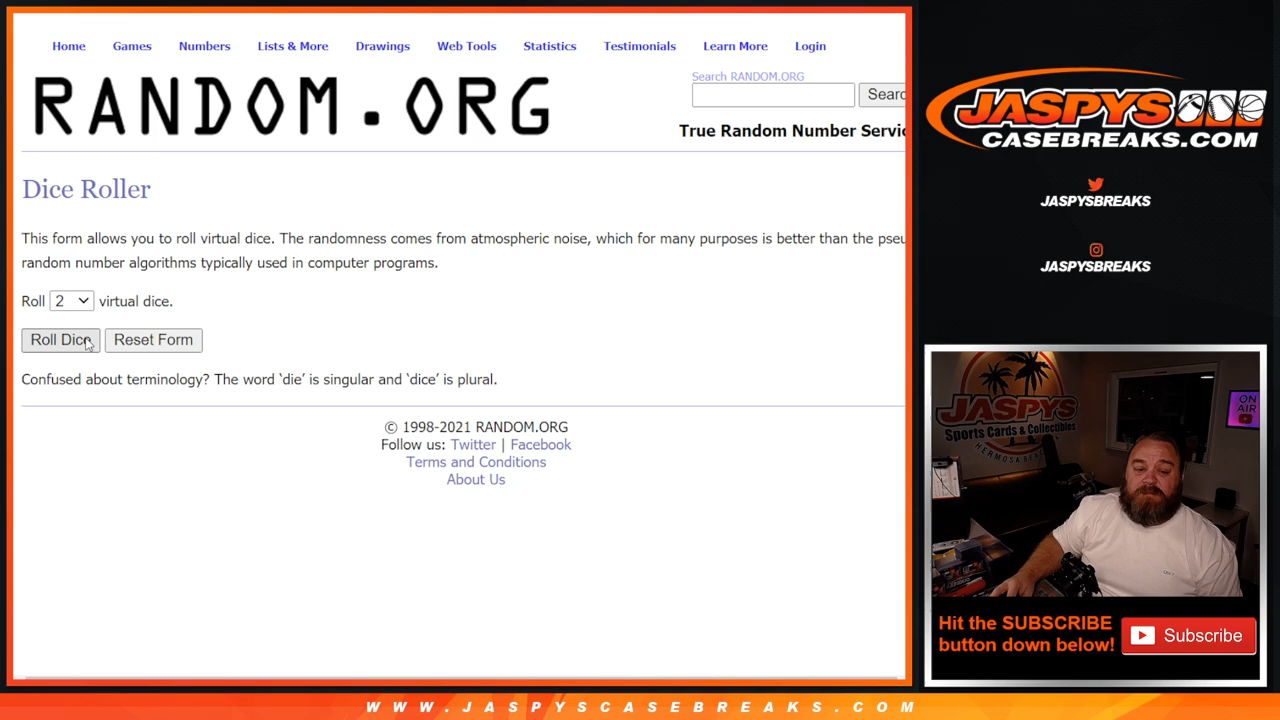 Home Games Numbers Lists & More Drawings Web Tools Statistics Testimonials Learn More Login
RANDOM.ORG
Search RANDOM.ORG
Searc
True Random Number Servic
Dice Roller
This form allows you to roll virtual dice. The randomness comes from atmospheric noise, which for many purposes is better than the pseu
random number algorithms typically used in computer programs.
Roll 2 virtual dice.
Roll Dice Reset Form
Confused about terminology? The word ‘die’ is singular and ‘dice’ is plural.
© 1998-2021 RANDOM.ORG
Follow us: Twitter | Facebook
Terms and Conditions
About Us
JASPYS
CASEBREAKS.COM
JASPYSBREAKS
JASPYSBREAKS
JASPYS
Sports Cards & Collectibles
HERMOSA BEAC
ON
AIR
Hit the SUBSCRIBE
button down below!
Subscribe
WWW.JASPYSCASEBREAKS.COM